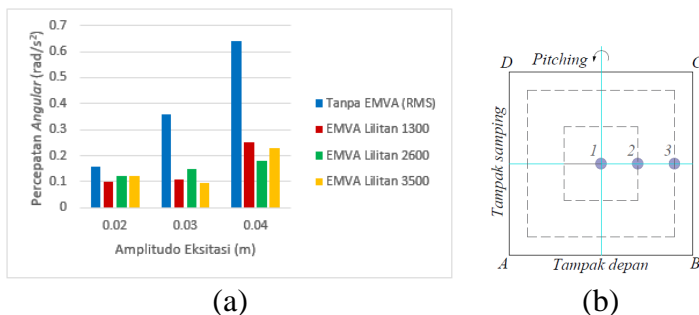 0.7
0.6
0.5
0.4
0.3
0.2
0.1
0
Percepatan Angular (rad/s²)
0.02 0.03 0.04
Amplitudo Eksitasi (m)
Tanpa EMVA (RMS)
EMVA Lilitan 1300
EMVA Lilitan 2600
EMVA Lilitan 3500
(a)
D Pitching C
Tampak samping
1 2 3
A Tampak depan B
(b)